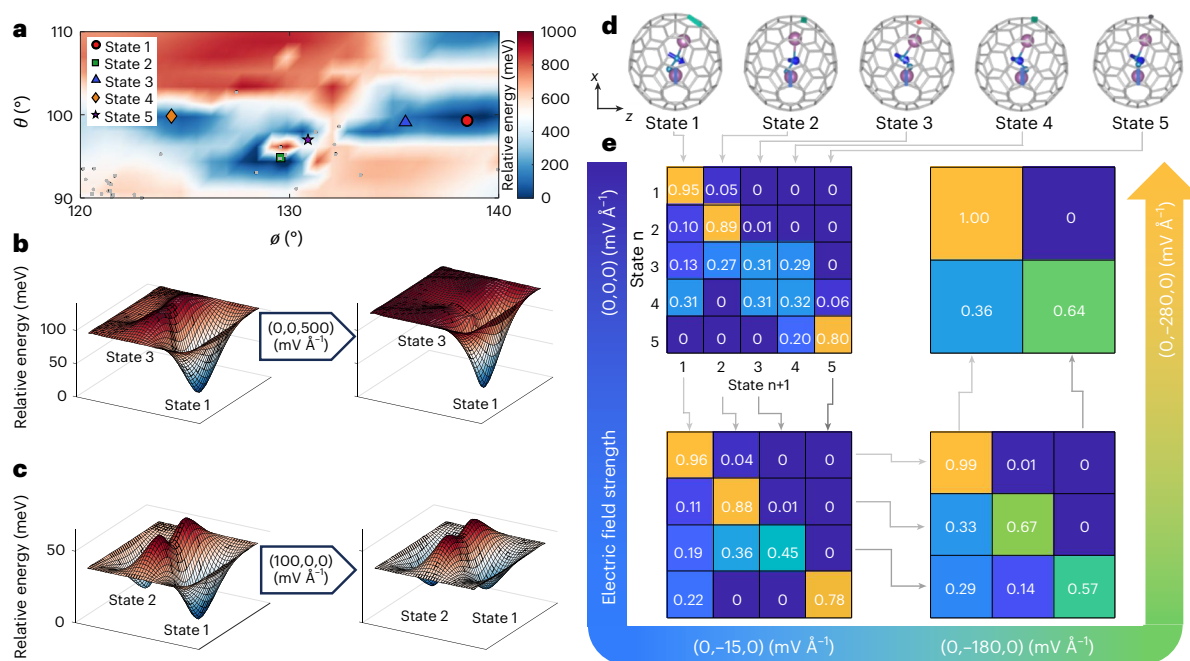 a
110
100
90
θ (°)
120
130
140
ø (°)
State 1
State 2
State 3
State 4
State 5
1000
800
600
400
200
0
Relative energy (meV)
b
Relative energy (meV)
100
50
0
State 3
State 1
(0,0,500)
(mV Å⁻¹)
State 3
State 1
c
Relative energy (meV)
50
0
State 2
State 1
(100,0,0)
(mV Å⁻¹)
State 2
State 1
d
x
z
State 1
State 2
State 3
State 4
State 5
e
(0,0,0) (mV Å⁻¹)
Electric field strength
State n
1 0.95 0.05 0 0 0
2 0.10 0.89 0.01 0 0
3 0.13 0.27 0.31 0.29 0
4 0.31 0 0.31 0.32 0.06
5 0 0 0 0.20 0.80
1 2 3 4 5
State n+1
1.00 0
0.36 0.64
(0,−280,0) (mV Å⁻¹)
0.96 0.04 0 0
0.11 0.88 0.01 0
0.19 0.36 0.45 0
0.22 0 0 0.78
0.99 0.01 0
0.33 0.67 0
0.29 0.14 0.57
(0,−15,0) (mV Å⁻¹)
(0,−180,0) (mV Å⁻¹)